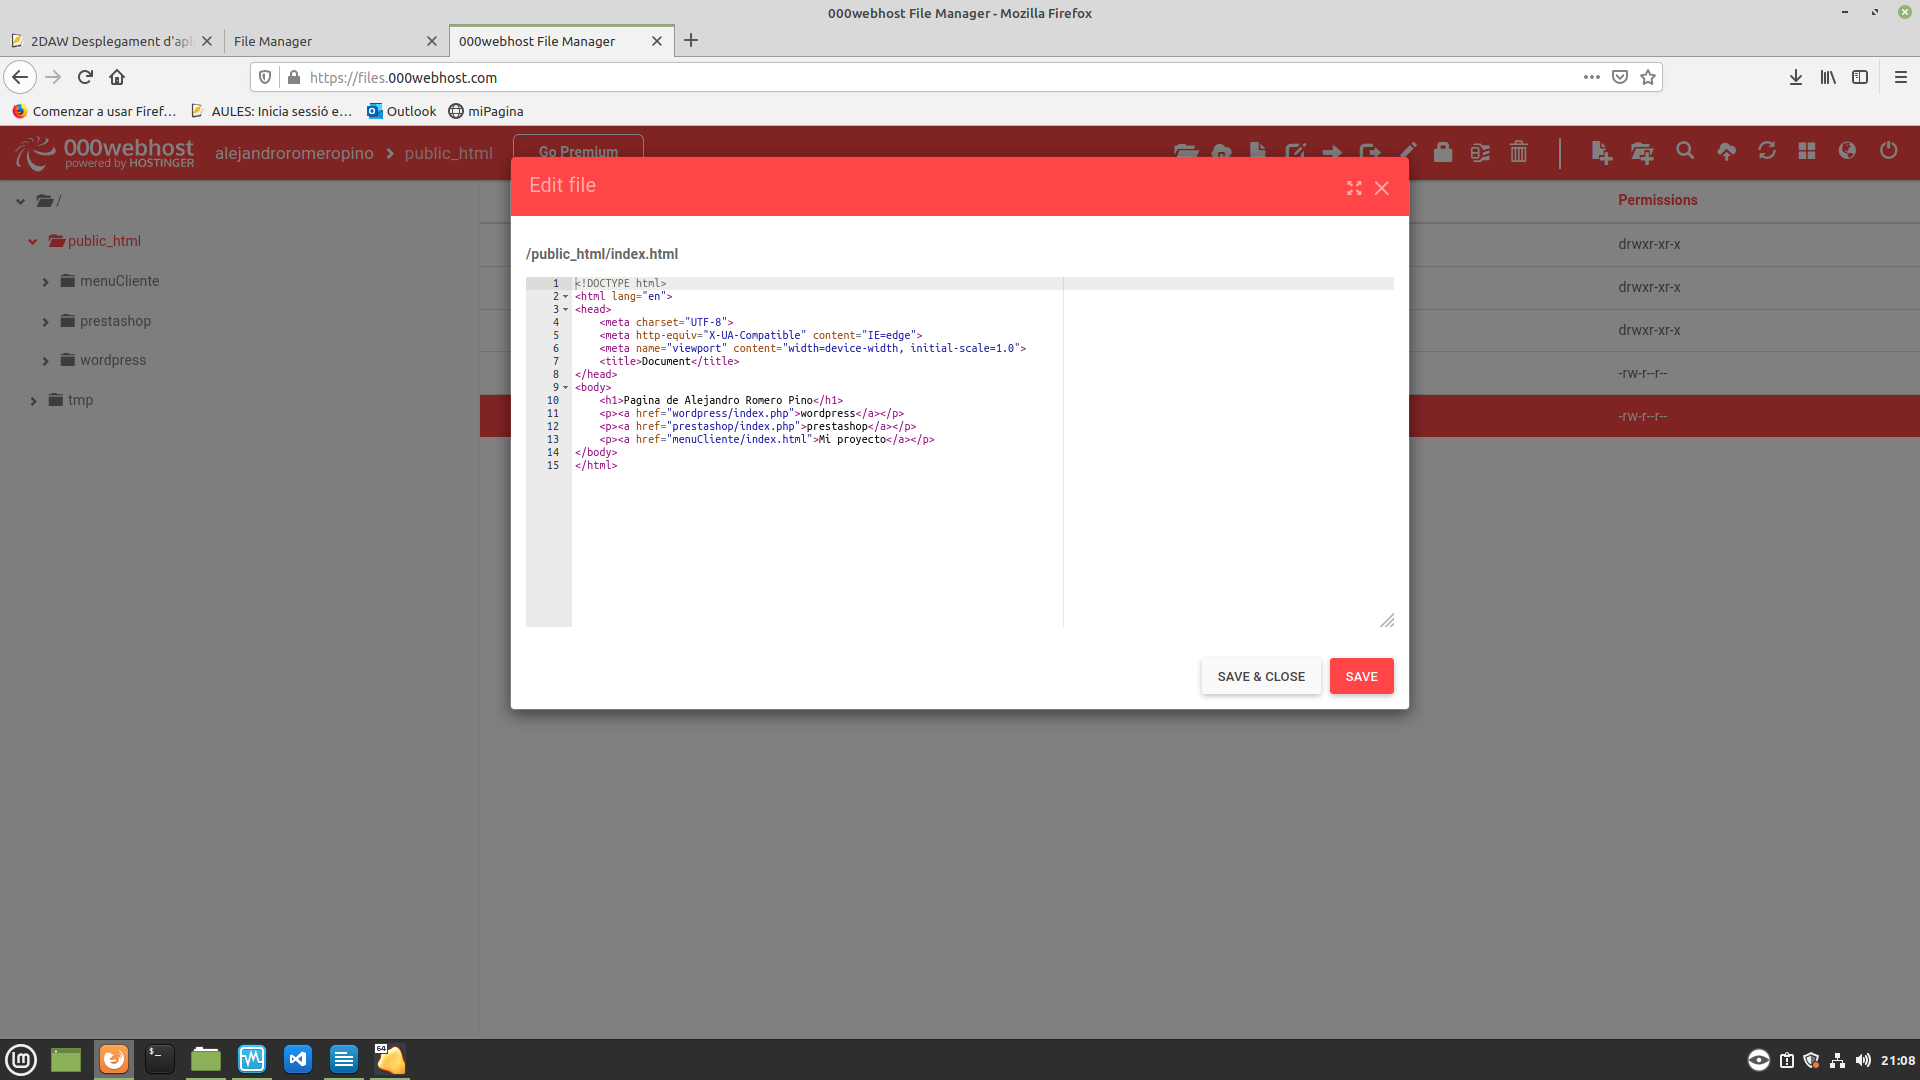 000webhost File Manager - Mozilla Firefox
2DAW Desplegament d'apl
File Manager
000webhost File Manager
https://files.000webhost.com
Comenzar a usar Firef…
AULES: Inicia sessió e…
Outlook
miPagina
000webhost
powered by HOSTINGER
alejandroromeropino
public_html
Go Premium
/
public_html
menuCliente
prestashop
wordpress
tmp
Permissions
drwxr-xr-x
drwxr-xr-x
drwxr-xr-x
-rw-r--r--
-rw-r--r--
Edit file
/public_html/index.html
1 <!DOCTYPE html>
2 <html lang="en">
3 <head>
4     <meta charset="UTF-8">
5     <meta http-equiv="X-UA-Compatible" content="IE=edge">
6     <meta name="viewport" content="width=device-width, initial-scale=1.0">
7     <title>Document</title>
8 </head>
9 <body>
10     <h1>Pagina de Alejandro Romero Pino</h1>
11     <p><a href="wordpress/index.php">wordpress</a></p>
12     <p><a href="prestashop/index.php">prestashop</a></p>
13     <p><a href="menuCliente/index.html">Mi proyecto</a></p>
14 </body>
15 </html>
SAVE & CLOSE
SAVE
64
21:08